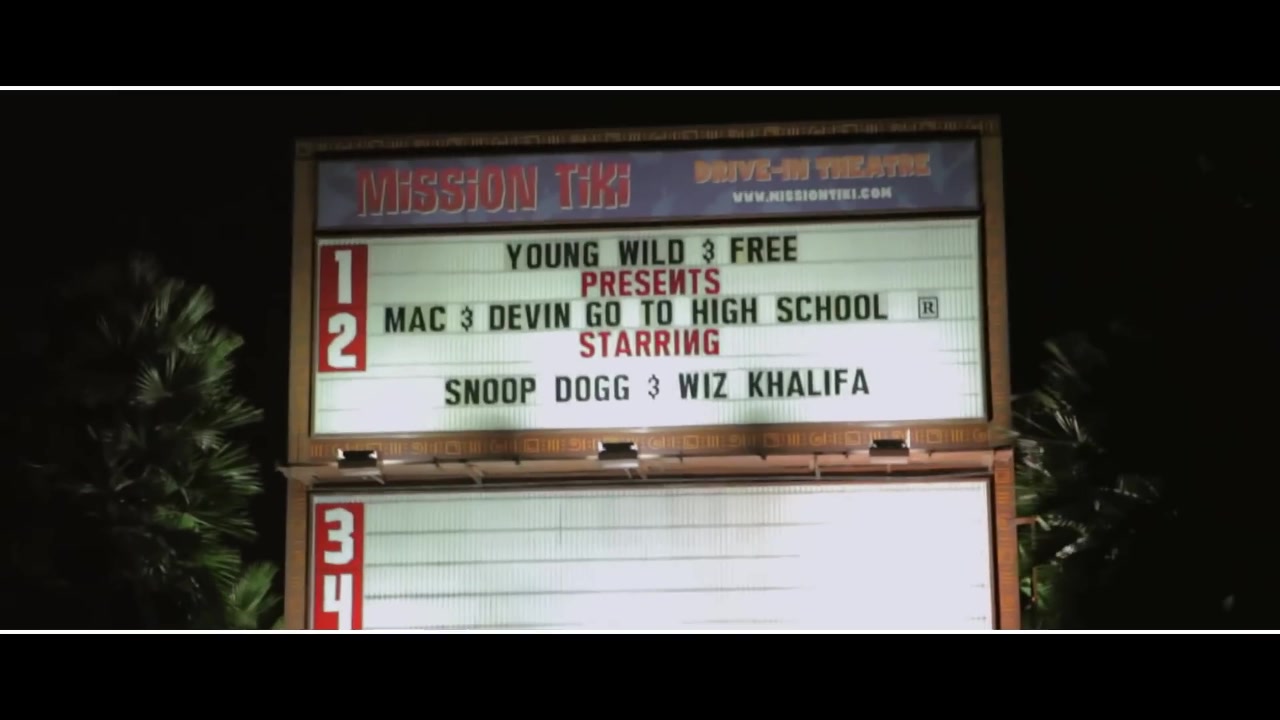 MiSSiON TiKi
DRIVE-IN THEATRE
WWW.MISSIONTIKI.COM
1
YOUNG WILD & FREE
PRESENTS
MAC & DEVIN GO TO HIGH SCHOOL R
2
STARRING
SNOOP DOGG & WIZ KHALIFA
3
4